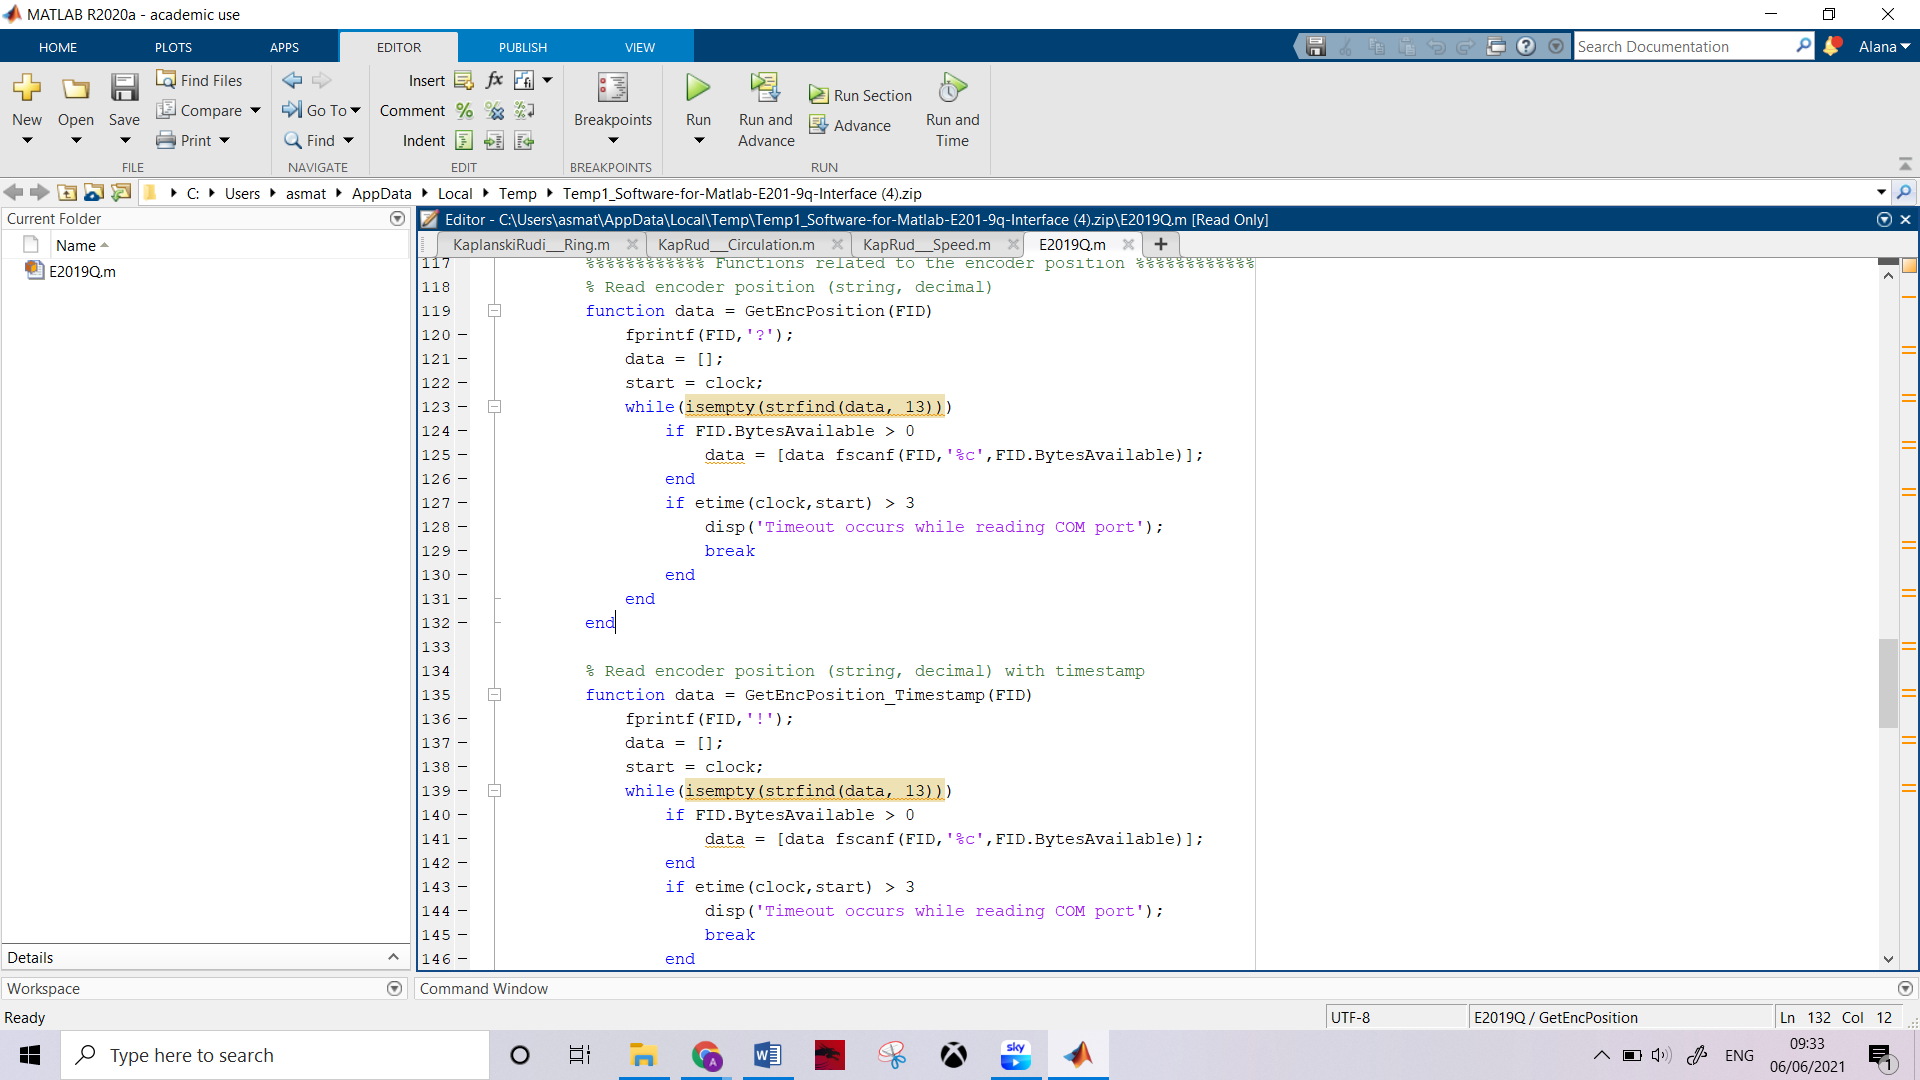 MATLAB R2020a - academic use
HOME PLOTS APPS EDITOR PUBLISH VIEW
Search Documentation
Alana
New
Open
Save
Find Files
Compare
Print
FILE
Go To
Find
NAVIGATE
Insert
fx
Comment
Indent
EDIT
Breakpoints
BREAKPOINTS
Run
Run and
Advance
Run Section
Advance
Run and
Time
RUN
C: Users asmat AppData Local Temp Temp1_Software-for-Matlab-E201-9q-Interface (4).zip
Current Folder
Name
E2019Q.m
Editor - C:\Users\asmat\AppData\Local\Temp\Temp1_Software-for-Matlab-E201-9q-Interface (4).zip\E2019Q.m [Read Only]
KaplanskiRudi___Ring.m KapRud___Circulation.m KapRud___Speed.m E2019Q.m
117 %%%%%%%%%%%% Functions related to the encoder position %%%%%%%%%%%%
118 % Read encoder position (string, decimal)
119 function data = GetEncPosition(FID)
120 fprintf(FID,'?');
121 data = [];
122 start = clock;
123 while(isempty(strfind(data, 13)))
124 if FID.BytesAvailable > 0
125 data = [data fscanf(FID,'%c',FID.BytesAvailable)];
126 end
127 if etime(clock,start) > 3
128 disp('Timeout occurs while reading COM port');
129 break
130 end
131 end
132 end
133
134 % Read encoder position (string, decimal) with timestamp
135 function data = GetEncPosition_Timestamp(FID)
136 fprintf(FID,'!');
137 data = [];
138 start = clock;
139 while(isempty(strfind(data, 13)))
140 if FID.BytesAvailable > 0
141 data = [data fscanf(FID,'%c',FID.BytesAvailable)];
142 end
143 if etime(clock,start) > 3
144 disp('Timeout occurs while reading COM port');
145 break
146 end
Details
Workspace
Command Window
Ready
UTF-8
E2019Q / GetEncPosition
Ln 132 Col 12
Type here to search
sky
ENG
09:33
06/06/2021
1